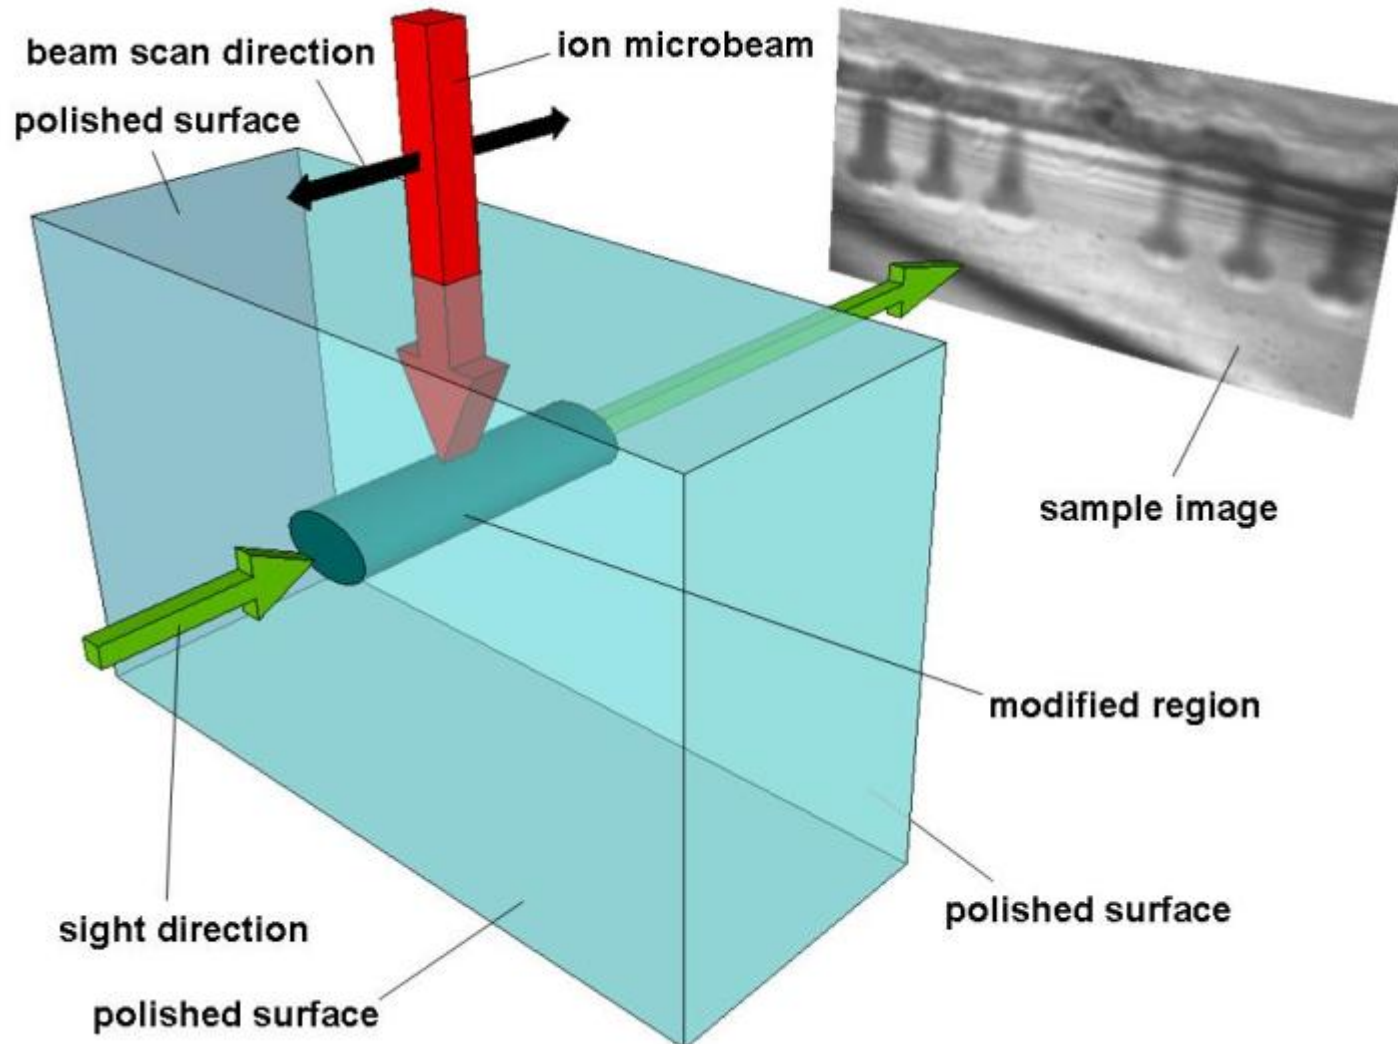 beam scan direction
ion microbeam
polished surface
sample image
modified region
polished surface
sight direction
polished surface